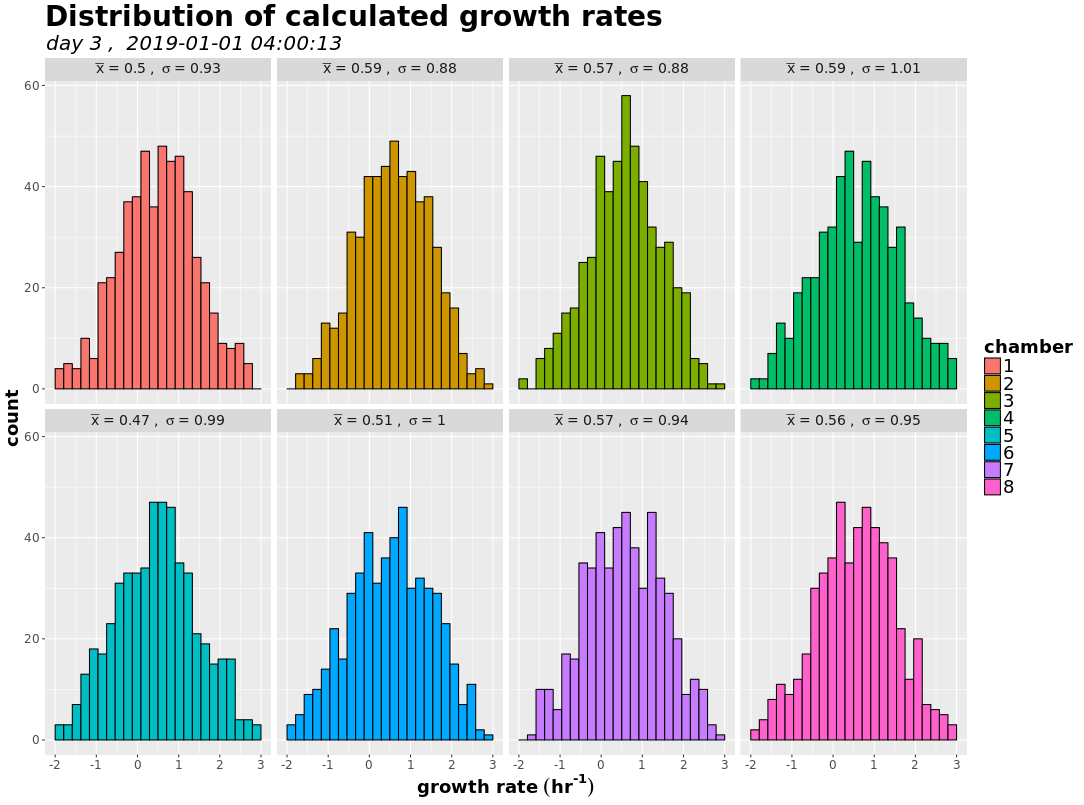 Distribution of calculated growth rates
day 3 ,  2019-01-01 04:00:13
x̅ = 0.5 ,  σ = 0.93
x̅ = 0.59 ,  σ = 0.88
x̅ = 0.57 ,  σ = 0.88
x̅ = 0.59 ,  σ = 1.01
60
40
20
0
x̅ = 0.47 ,  σ = 0.99
x̅ = 0.51 ,  σ = 1
x̅ = 0.57 ,  σ = 0.94
x̅ = 0.56 ,  σ = 0.95
60
40
20
0
count
-2 -1 0 1 2 3
-2 -1 0 1 2 3
-2 -1 0 1 2 3
-2 -1 0 1 2 3
growth rate (hr⁻¹)
chamber
1
2
3
4
5
6
7
8